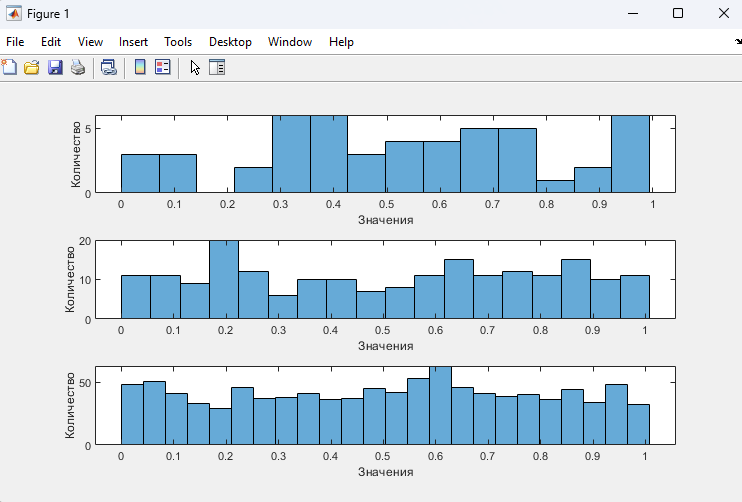 Figure 1
File Edit View Insert Tools Desktop Window Help
Количество
5
0
0 0.1 0.2 0.3 0.4 0.5 0.6 0.7 0.8 0.9 1
Значения
Количество
20
10
0
0 0.1 0.2 0.3 0.4 0.5 0.6 0.7 0.8 0.9 1
Значения
Количество
50
0
0 0.1 0.2 0.3 0.4 0.5 0.6 0.7 0.8 0.9 1
Значения